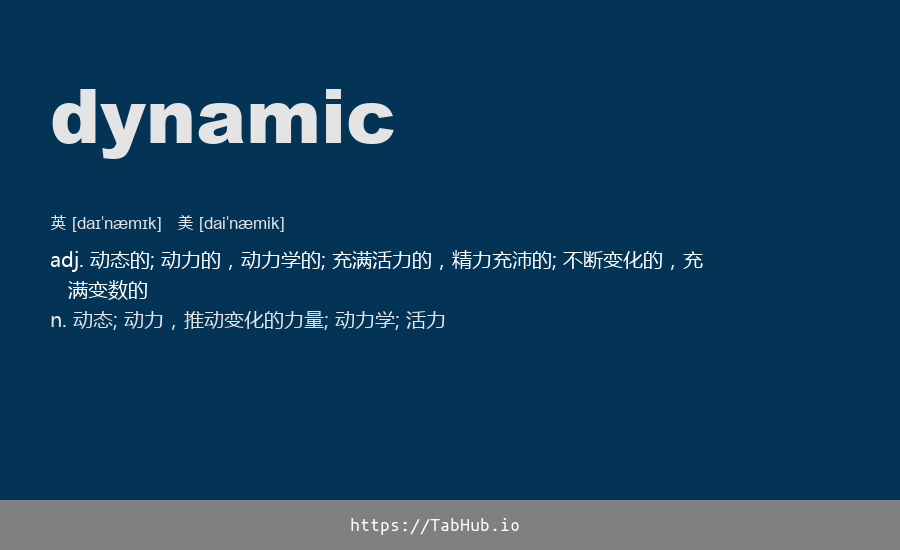 dynamic
英 [daɪˈnæmɪk] 美 [daiˈnæmik]
adj. 动态的; 动力的，动力学的; 充满活力的，精力充沛的; 不断变化的，充
满变数的
n. 动态; 动力，推动变化的力量; 动力学; 活力
https://TabHub.io